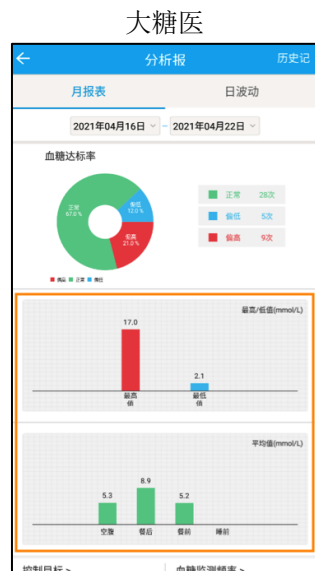 大糖医
分析报 历史记
月报表 日波动
2021年04月16日 - 2021年04月22日
血糖达标率
正常 67.0 %
偏低 12.0 %
偏高 21.0 %
正常 28次
偏低 5次
偏高 9次
偏高 正常 偏低
最高/低值(mmol/L)
17.0
2.1
最高值 最低值
平均值(mmol/L)
5.3 8.9 5.2
空腹 餐后 餐前 睡前
控制目标 > 血糖监测频率 >